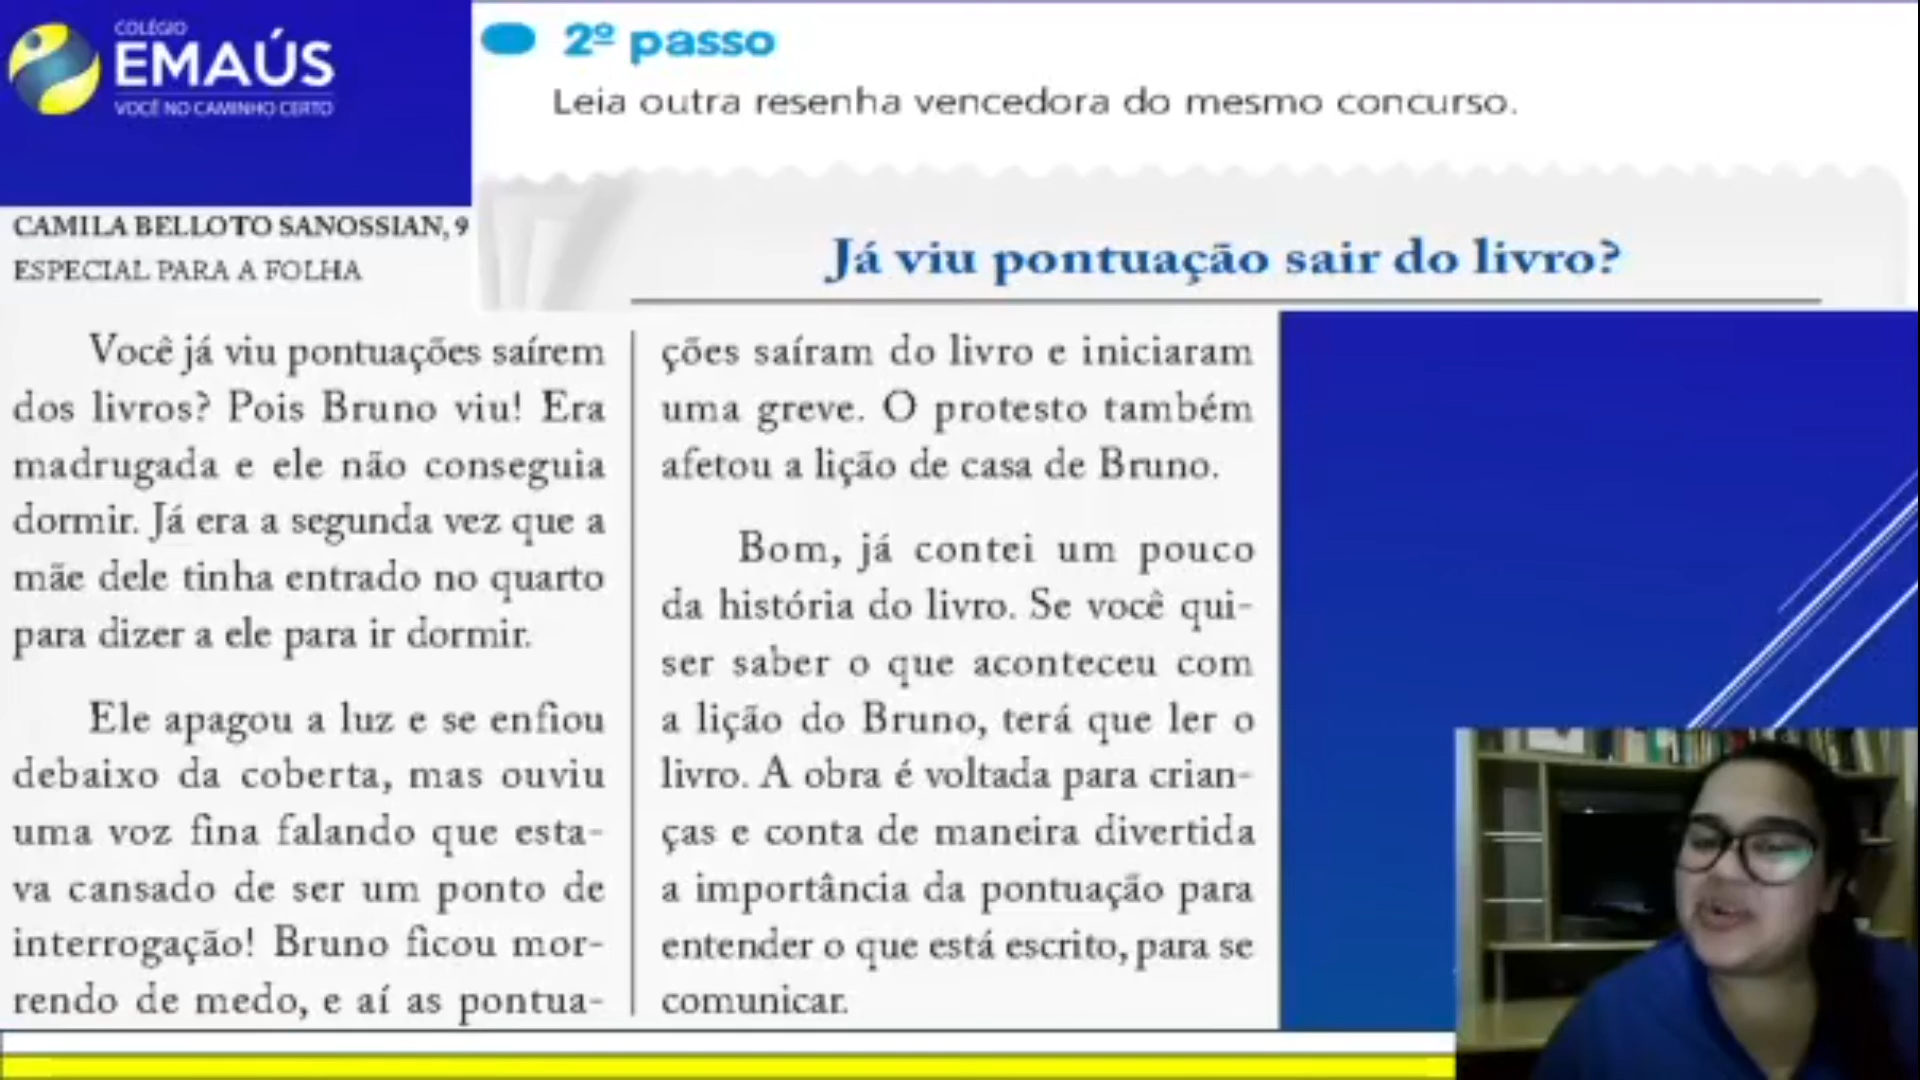 COLÉGIO
EMAÚS
VOCÊ NO CAMINHO CERTO
2º passo
Leia outra resenha vencedora do mesmo concurso.
CAMILA BELLOTO SANOSSIAN, 9
ESPECIAL PARA A FOLHA
Já viu pontuação sair do livro?
Você já viu pontuações saírem
dos livros? Pois Bruno viu! Era
madrugada e ele não conseguia
dormir. Já era a segunda vez que a
mãe dele tinha entrado no quarto
para dizer a ele para ir dormir.
Ele apagou a luz e se enfiou
debaixo da coberta, mas ouviu
uma voz fina falando que esta-
va cansado de ser um ponto de
interrogação! Bruno ficou mor-
rendo de medo, e aí as pontua-
ções saíram do livro e iniciaram
uma greve. O protesto também
afetou a lição de casa de Bruno.
Bom, já contei um pouco
da história do livro. Se você qui-
ser saber o que aconteceu com
a lição do Bruno, terá que ler o
livro. A obra é voltada para crian-
ças e conta de maneira divertida
a importância da pontuação para
entender o que está escrito, para se
comunicar.